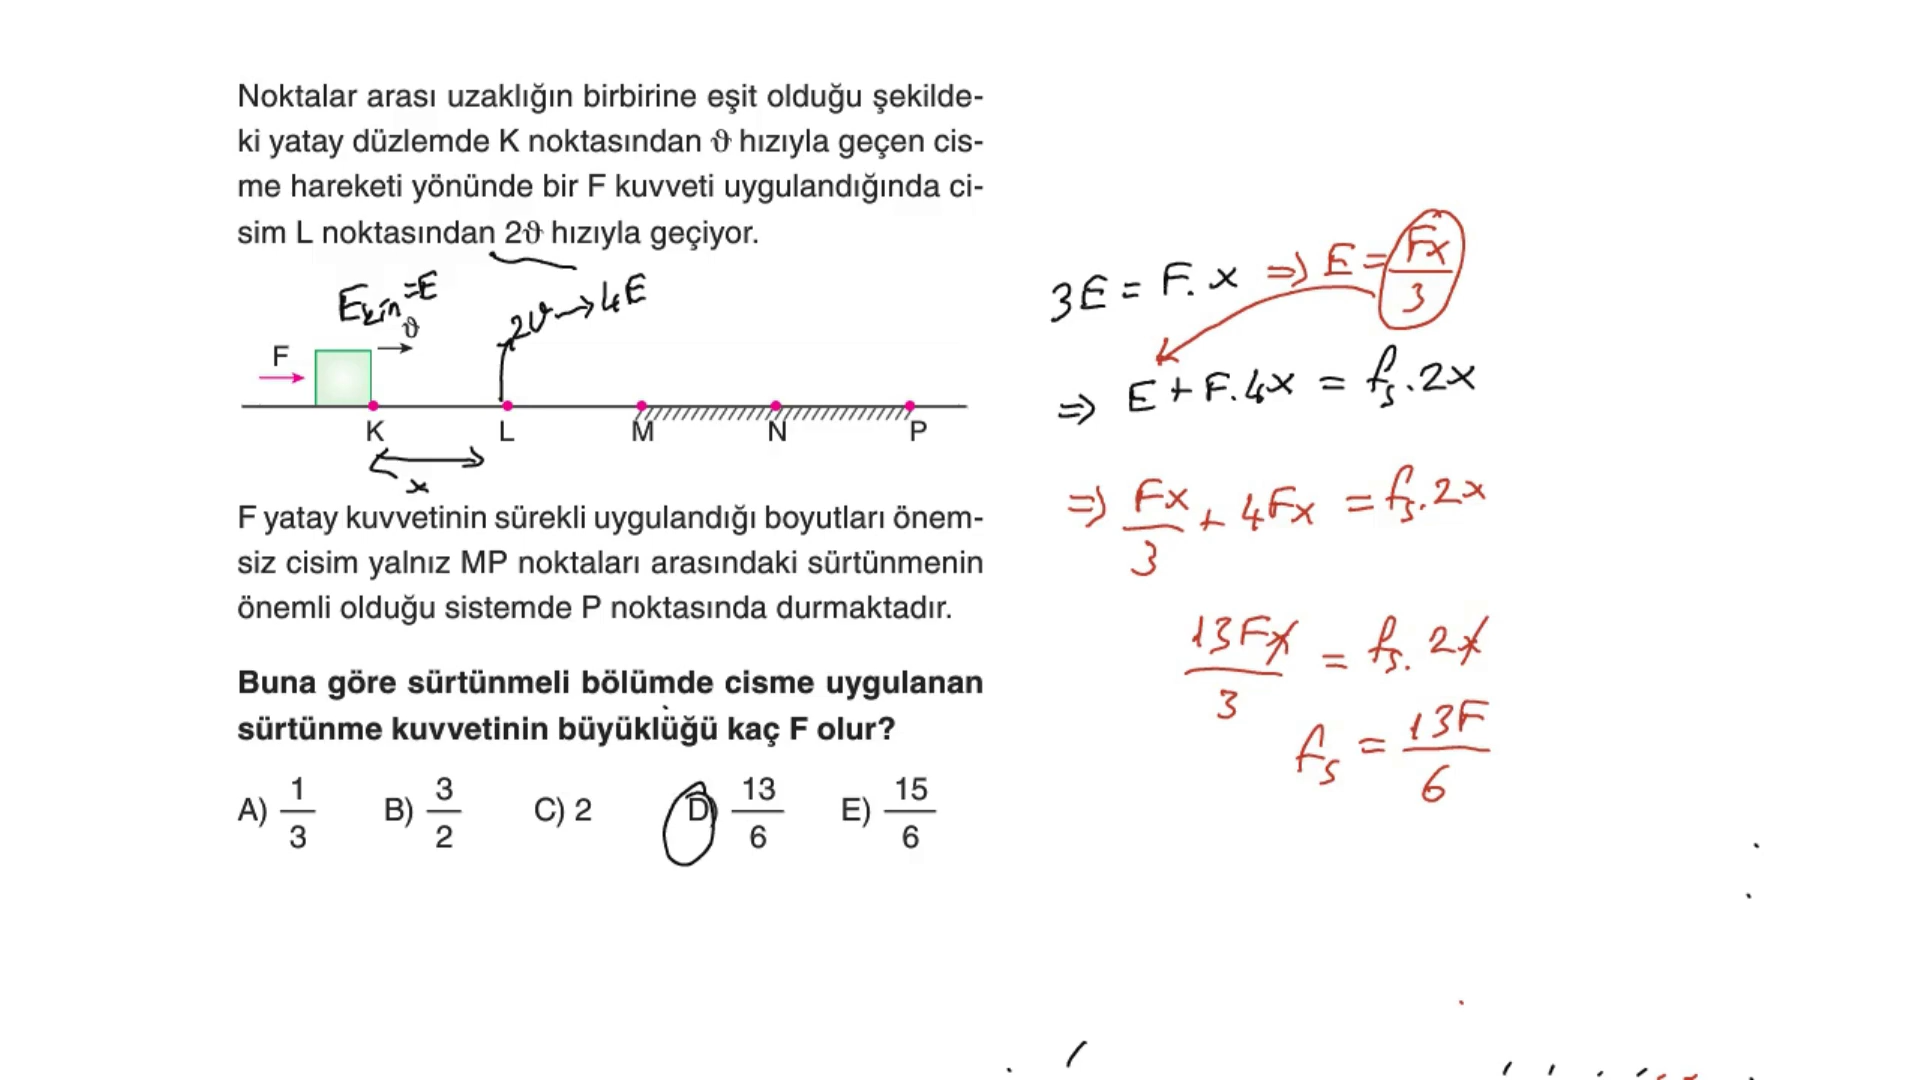 Noktalar arası uzaklığın birbirine eşit olduğu şekilde-
ki yatay düzlemde K noktasından ϑ hızıyla geçen cis-
me hareketi yönünde bir F kuvveti uygulandığında ci-
sim L noktasından 2ϑ hızıyla geçiyor.
Ekin = E
2ϑ → 4E
F
ϑ
K L M N P
x
F yatay kuvvetinin sürekli uygulandığı boyutları önem-
siz cisim yalnız MP noktaları arasındaki sürtünmenin
önemli olduğu sistemde P noktasında durmaktadır.
Buna göre sürtünmeli bölümde cisme uygulanan
sürtünme kuvvetinin büyüklüğü kaç F olur?
A) 1/3 B) 3/2 C) 2 D) 13/6 E) 15/6
3E = F. x ⇒ E = Fx/3
⇒ E + F.4x = fs.2x
⇒ Fx/3 + 4Fx = fs.2x
13Fx/3 = fs. 2x
fs = 13F/6